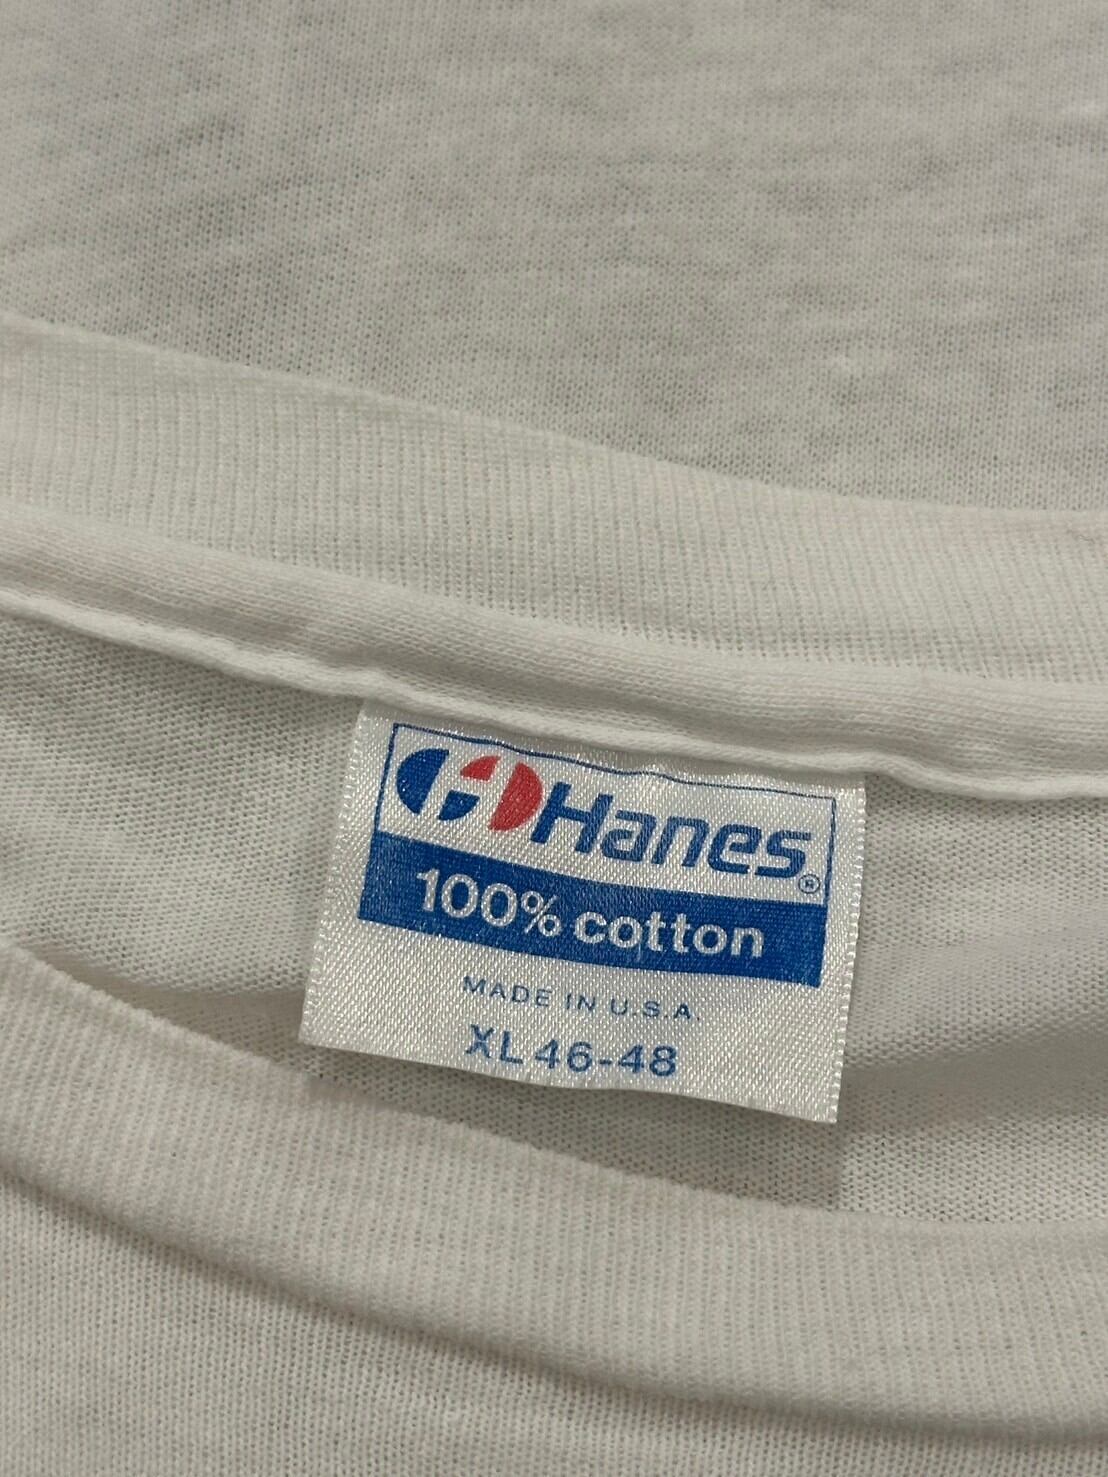 Hanes®
100% cotton
MADE IN U.S.A.
XL 46-48